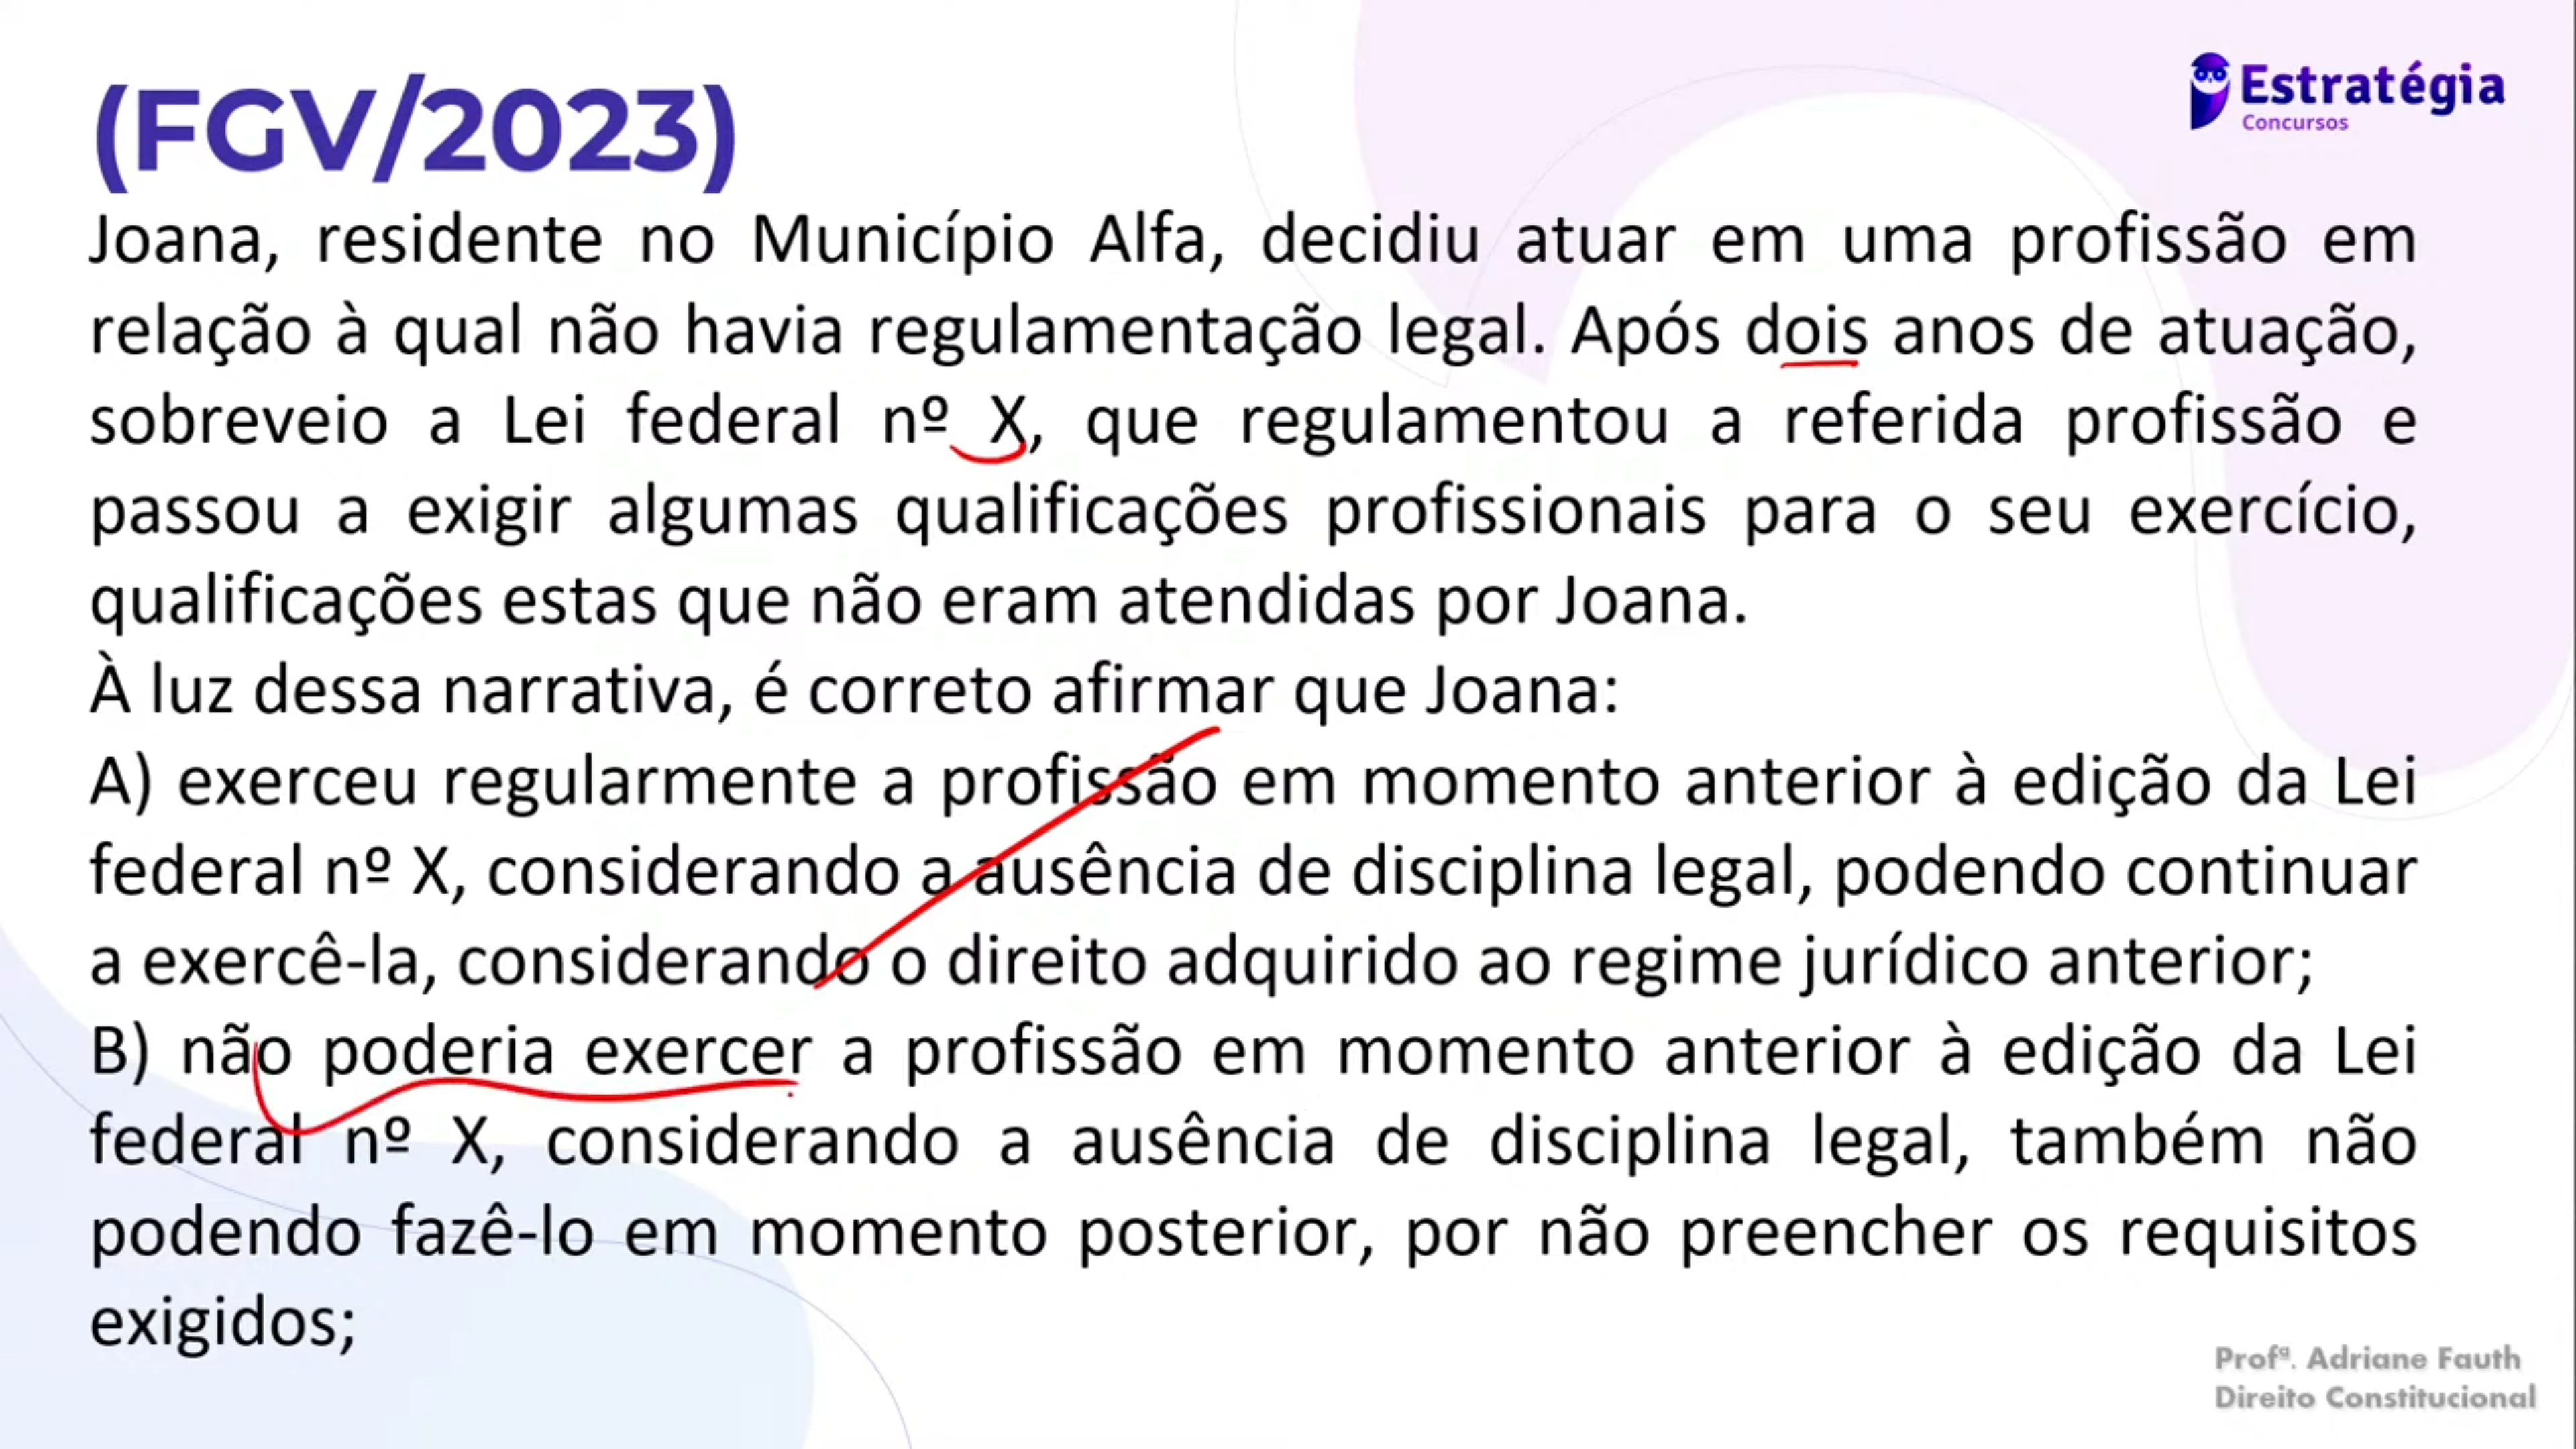 (FGV/2023)
Estratégia
Concursos
Joana, residente no Município Alfa, decidiu atuar em uma profissão em
relação à qual não havia regulamentação legal. Após dois anos de atuação,
sobreveio a Lei federal nº X, que regulamentou a referida profissão e
passou a exigir algumas qualificações profissionais para o seu exercício,
qualificações estas que não eram atendidas por Joana.
À luz dessa narrativa, é correto afirmar que Joana:
A) exerceu regularmente a profissão em momento anterior à edição da Lei
federal nº X, considerando a ausência de disciplina legal, podendo continuar
a exercê-la, considerando o direito adquirido ao regime jurídico anterior;
B) não poderia exercer a profissão em momento anterior à edição da Lei
federal nº X, considerando a ausência de disciplina legal, também não
podendo fazê-lo em momento posterior, por não preencher os requisitos
exigidos;
Profª. Adriane Fauth
Direito Constitucional